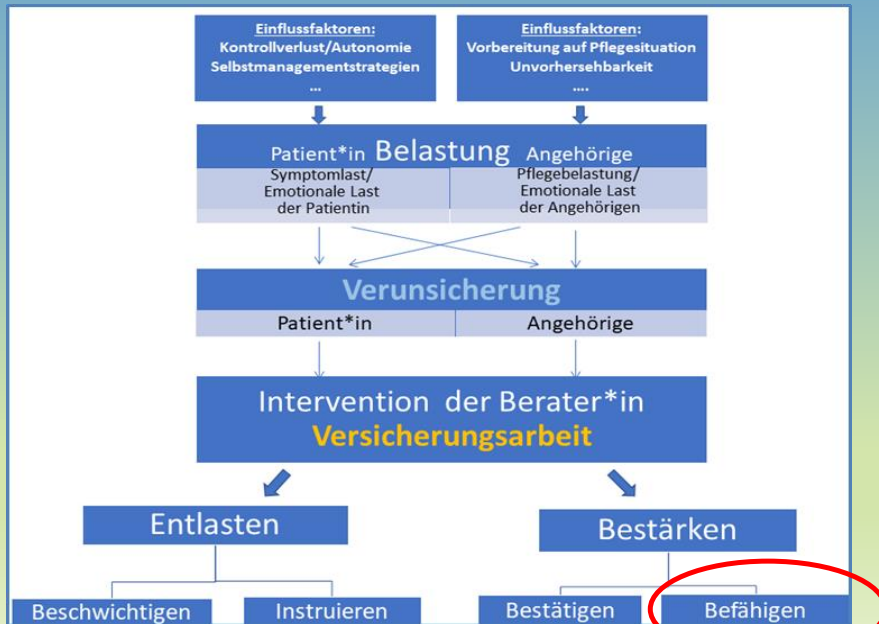 Einflussfaktoren:
Kontrollverlust/Autonomie
Selbstmanagementstrategien
...
Einflussfaktoren:
Vorbereitung auf Pflegesituation
Unvorhersehbarkeit
....
Patient*in Belastung Angehörige
Symptomlast/
Emotionale Last
der Patientin
Pflegebelastung/
Emotionale Last
der Angehörigen
Verunsicherung
Patient*in
Angehörige
Intervention der Berater*in
Versicherungsarbeit
Entlasten
Bestärken
Beschwichtigen
Instruieren
Bestätigen
Befähigen